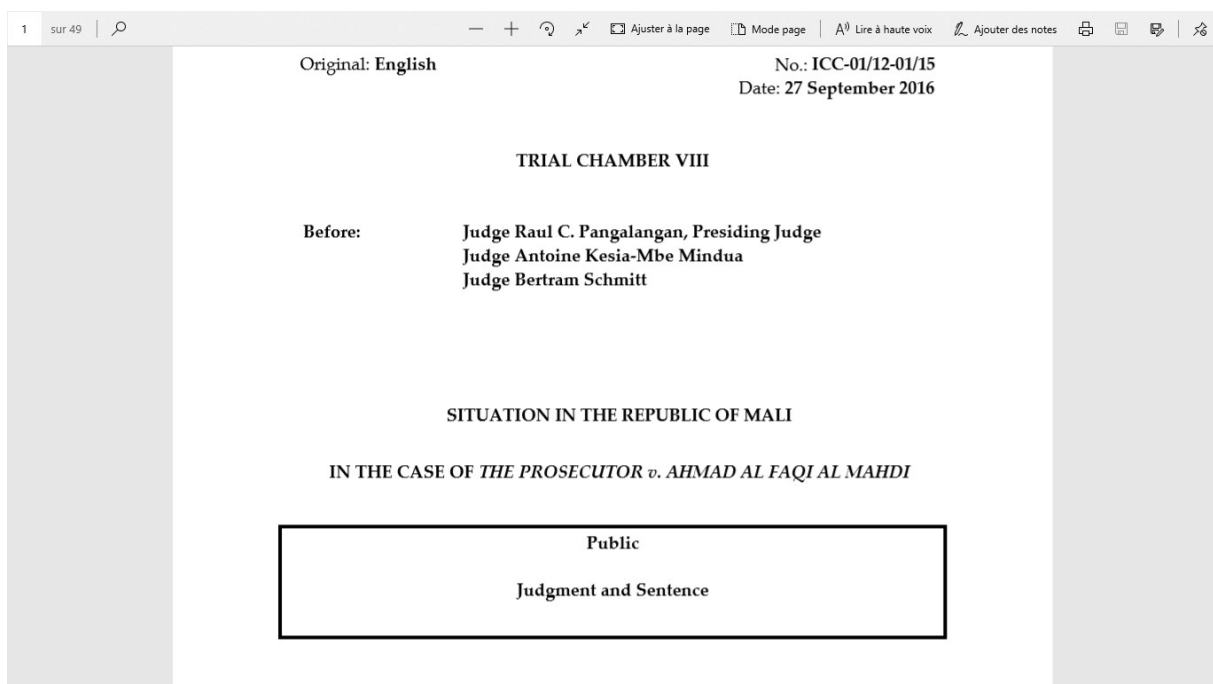 1 sur 49 Ajuster à la page Mode page Lire à haute voix Ajouter des notes
Original: English No.: ICC-01/12-01/15
Date: 27 September 2016
TRIAL CHAMBER VIII
Before: Judge Raul C. Pangalangan, Presiding Judge
Judge Antoine Kesia-Mbe Mindua
Judge Bertram Schmitt
SITUATION IN THE REPUBLIC OF MALI
IN THE CASE OF THE PROSECUTOR v. AHMAD AL FAQI AL MAHDI
Public
Judgment and Sentence